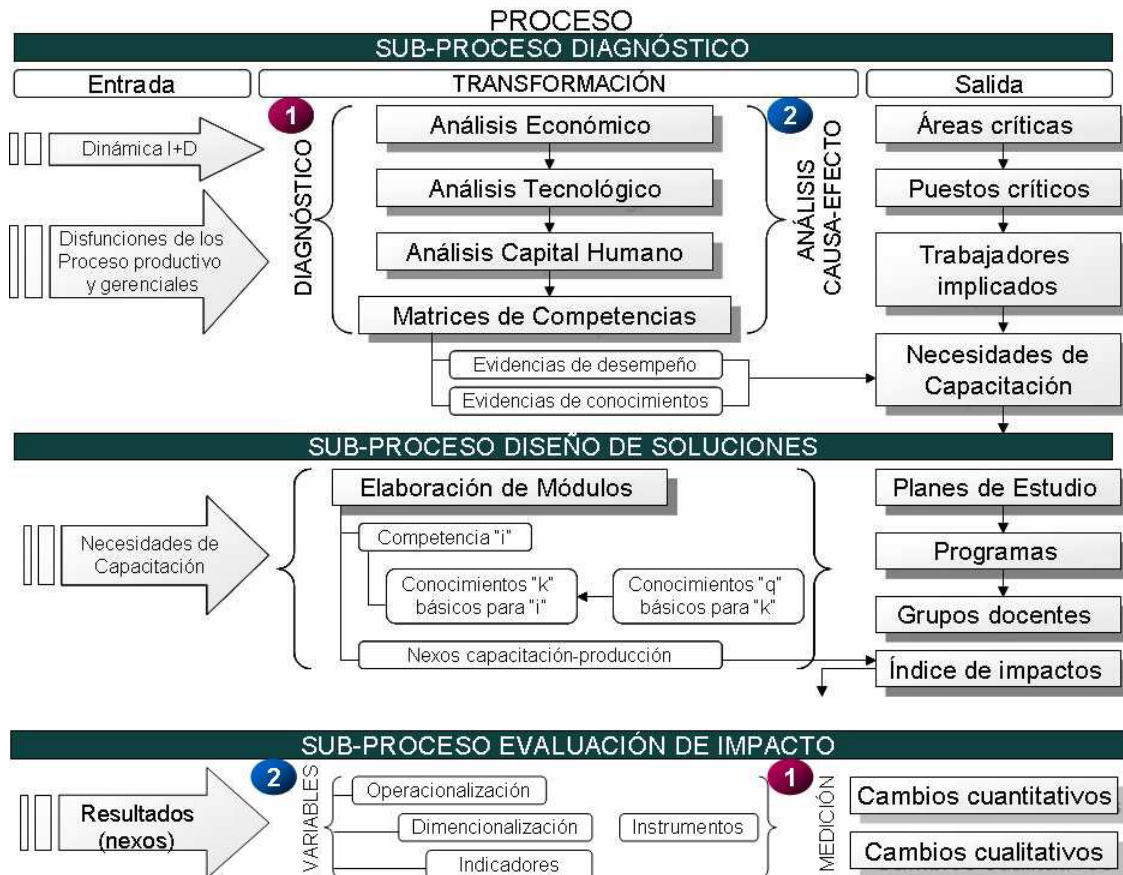 PROCESO
SUB-PROCESO DIAGNÓSTICO
Entrada
TRANSFORMACIÓN
Salida
Dinámica I+D
Disfunciones de los
Proceso productivo
y gerenciales
1
DIAGNÓSTICO
Análisis Económico
Análisis Tecnológico
Análisis Capital Humano
Matrices de Competencias
Evidencias de desempeño
Evidencias de conocimientos
2
ANÁLISIS
CAUSA-EFECTO
Áreas críticas
Puestos críticos
Trabajadores
implicados
Necesidades de
Capacitación
SUB-PROCESO DISEÑO DE SOLUCIONES
Necesidades de
Capacitación
Elaboración de Módulos
Competencia "i"
Conocimientos "k"
básicos para "i"
Conocimientos "q"
básicos para "k"
Nexos capacitación-producción
Planes de Estudio
Programas
Grupos docentes
Índice de impactos
SUB-PROCESO EVALUACIÓN DE IMPACTO
Resultados
(nexos)
2
VARIABLES
Operacionalización
Dimencionalización
Indicadores
Instrumentos
1
MEDICIÓN
Cambios cuantitativos
Cambios cualitativos